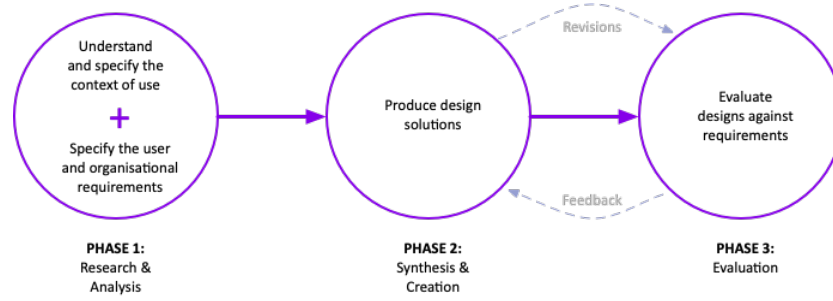 Understand
and specify the
context of use
+
Specify the user
and organisational
requirements
Produce design
solutions
Revisions
Feedback
Evaluate
designs against
requirements
PHASE 1:
Research &
Analysis
PHASE 2:
Synthesis &
Creation
PHASE 3:
Evaluation